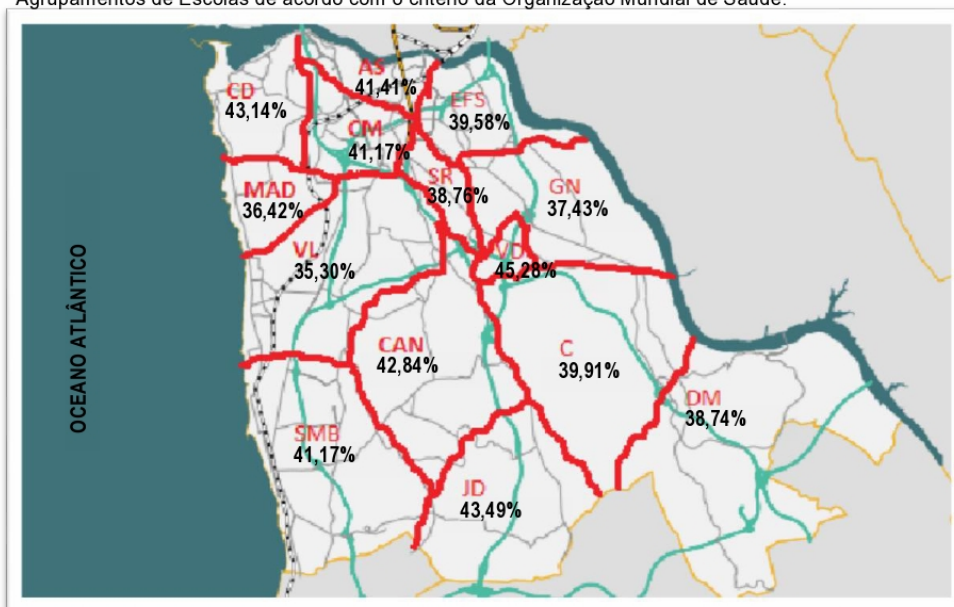 Agrupamentos de Escolas de acordo com o critério da Organização Mundial de Saúde.
AS
41,41%
CD
43,14%
EFS
39,58%
CM
41,17%
SR
38,76%
MAD
36,42%
GN
37,43%
VL
35,30%
VD
45,28%
OCEANO ATLÂNTICO
CAN
42,84%
C
39,91%
DM
38,74%
SMB
41,17%
JD
43,49%